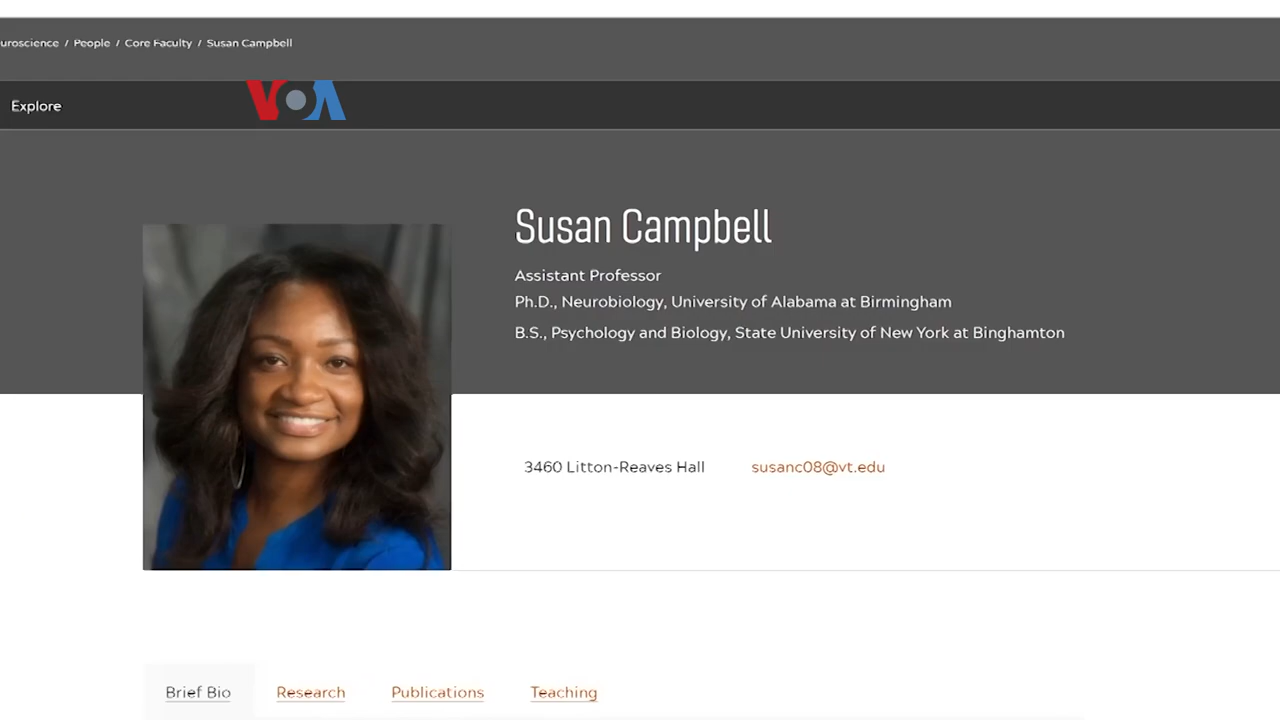 uroscience / People / Core Faculty / Susan Campbell
Explore
VOA
Susan Campbell
Assistant Professor
Ph.D., Neurobiology, University of Alabama at Birmingham
B.S., Psychology and Biology, State University of New York at Binghamton
3460 Litton-Reaves Hall susanc08@vt.edu
Brief Bio Research Publications Teaching